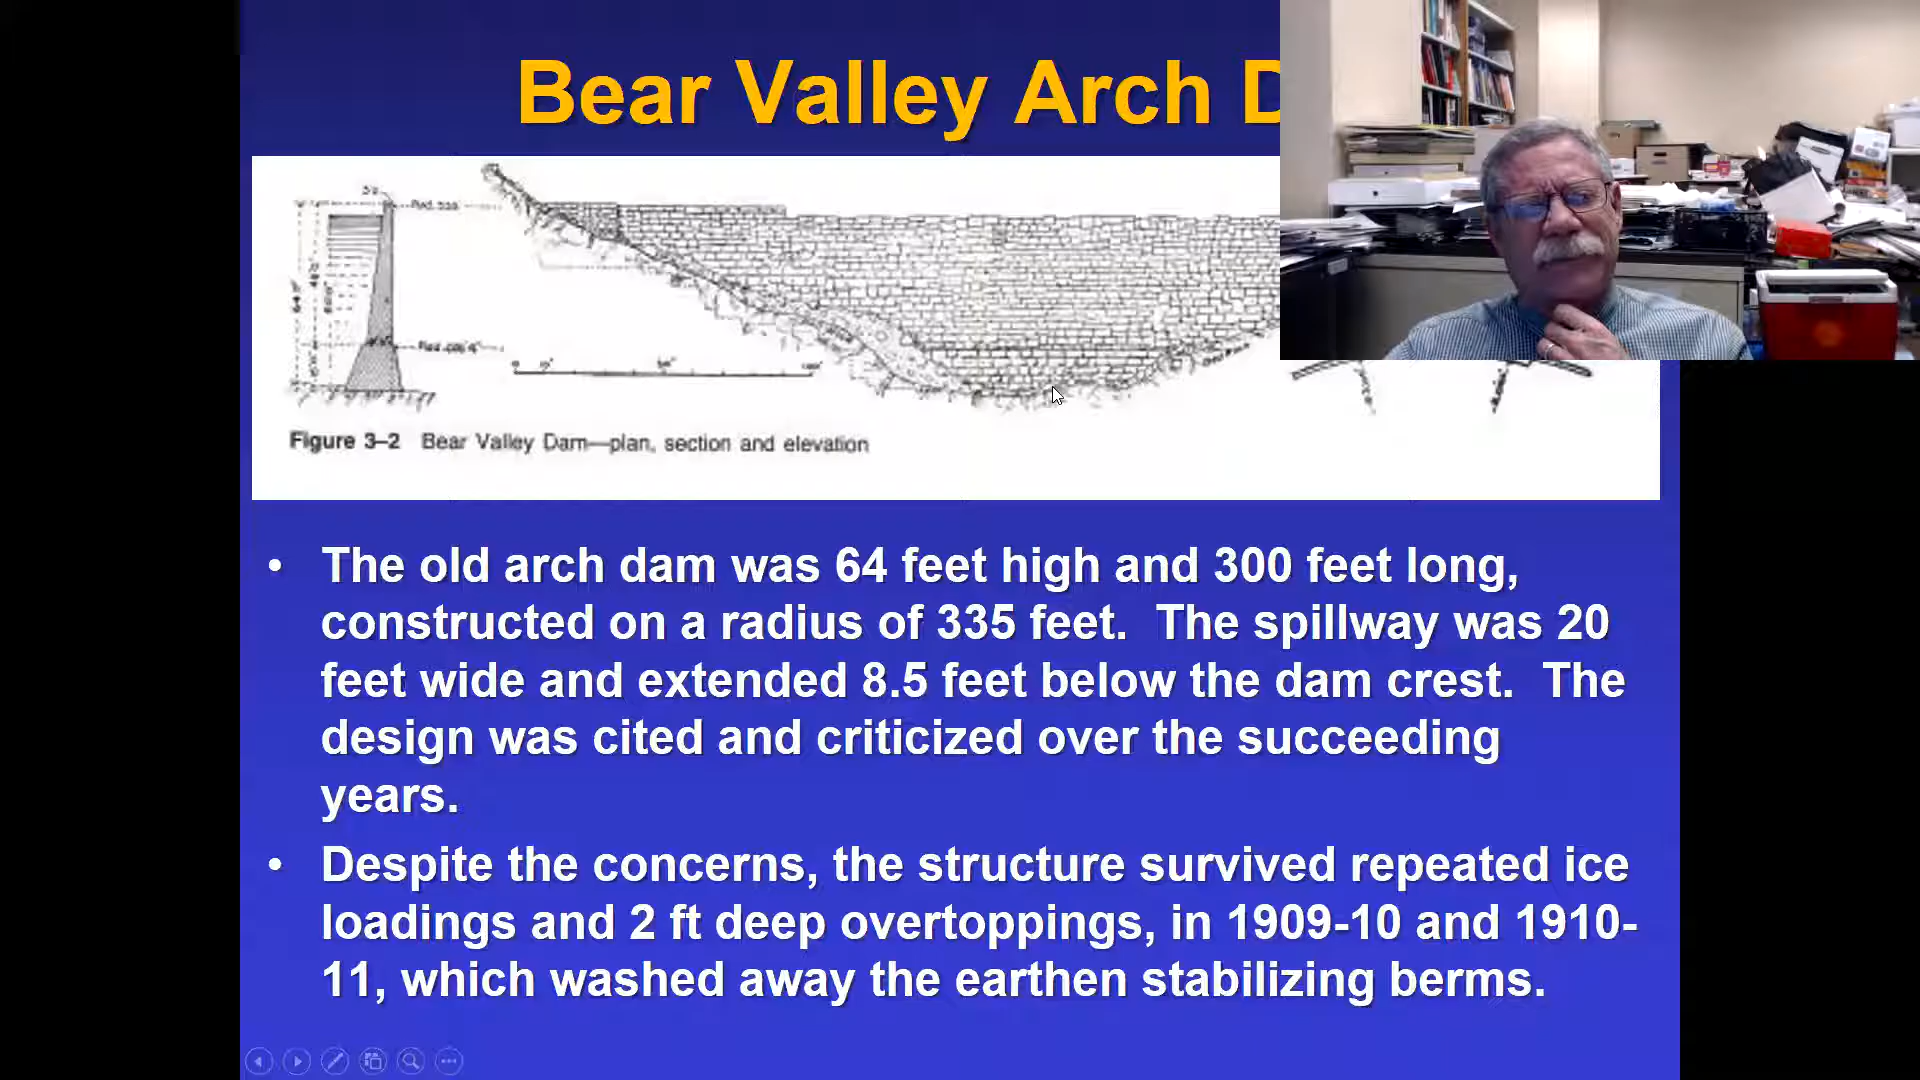 Bear Valley Arch D
Figure 3–2 Bear Valley Dam—plan, section and elevation
• The old arch dam was 64 feet high and 300 feet long,
constructed on a radius of 335 feet. The spillway was 20
feet wide and extended 8.5 feet below the dam crest. The
design was cited and criticized over the succeeding
years.
• Despite the concerns, the structure survived repeated ice
loadings and 2 ft deep overtoppings, in 1909-10 and 1910-
11, which washed away the earthen stabilizing berms.